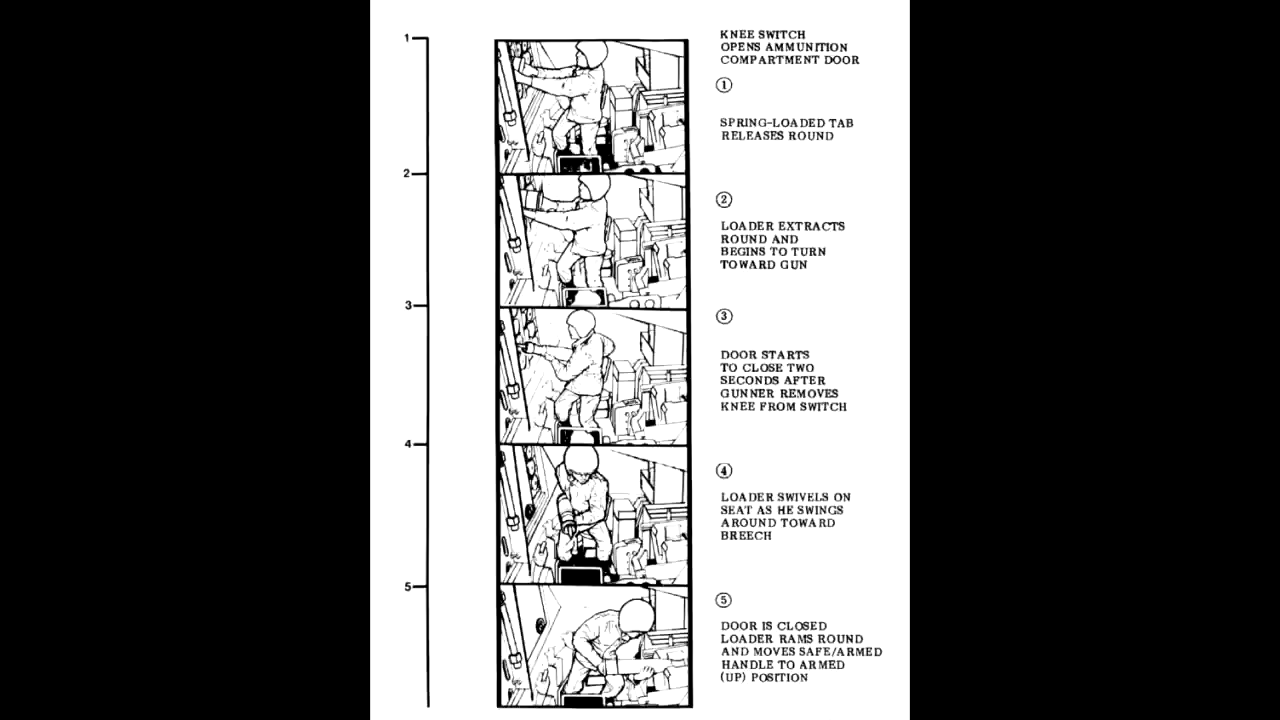 1
KNEE SWITCH
OPENS AMMUNITION
COMPARTMENT DOOR
①
SPRING-LOADED TAB
RELEASES ROUND
2
②
LOADER EXTRACTS
ROUND AND
BEGINS TO TURN
TOWARD GUN
3
③
DOOR STARTS
TO CLOSE TWO
SECONDS AFTER
GUNNER REMOVES
KNEE FROM SWITCH
4
④
LOADER SWIVELS ON
SEAT AS HE SWINGS
AROUND TOWARD
BREECH
5
⑤
DOOR IS CLOSED
LOADER RAMS ROUND
AND MOVES SAFE/ARMED
HANDLE TO ARMED
(UP) POSITION